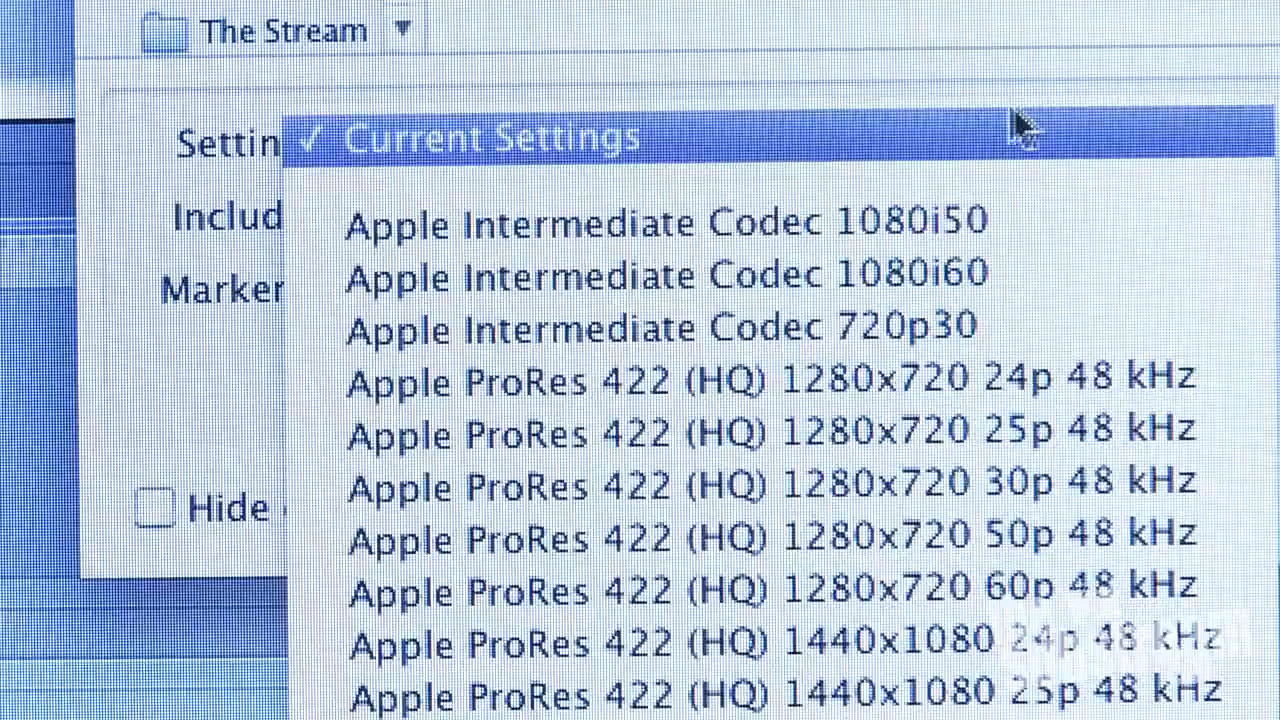 The Stream
Settin ✓ Current Settings
Includ
Marker
Apple Intermediate Codec 1080i50
Apple Intermediate Codec 1080i60
Apple Intermediate Codec 720p30
Apple ProRes 422 (HQ) 1280x720 24p 48 kHz
Apple ProRes 422 (HQ) 1280x720 25p 48 kHz
Apple ProRes 422 (HQ) 1280x720 30p 48 kHz
Hide
Apple ProRes 422 (HQ) 1280x720 50p 48 kHz
Apple ProRes 422 (HQ) 1280x720 60p 48 kHz
Apple ProRes 422 (HQ) 1440x1080 24p 48 kHz
Apple ProRes 422 (HQ) 1440x1080 25p 48 kHz